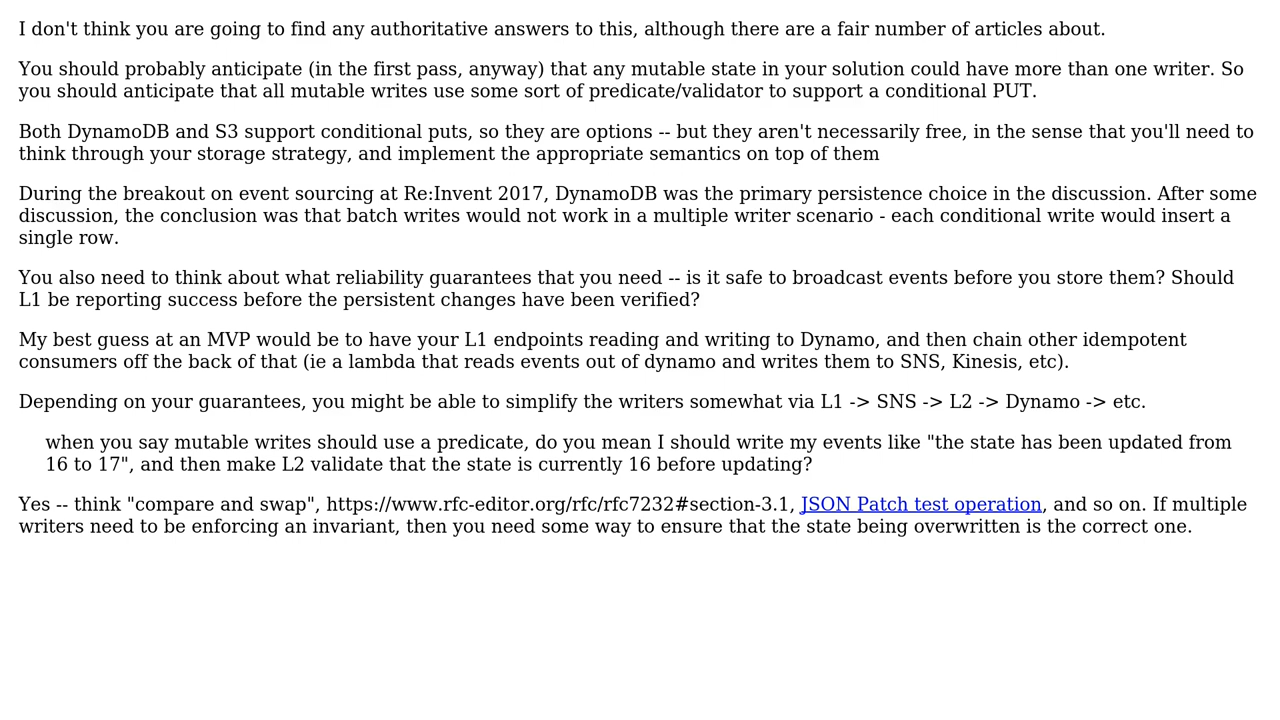 I don't think you are going to find any authoritative answers to this, although there are a fair number of articles about.
You should probably anticipate (in the first pass, anyway) that any mutable state in your solution could have more than one writer. So
you should anticipate that all mutable writes use some sort of predicate/validator to support a conditional PUT.
Both DynamoDB and S3 support conditional puts, so they are options -- but they aren't necessarily free, in the sense that you'll need to
think through your storage strategy, and implement the appropriate semantics on top of them
During the breakout on event sourcing at Re:Invent 2017, DynamoDB was the primary persistence choice in the discussion. After some
discussion, the conclusion was that batch writes would not work in a multiple writer scenario - each conditional write would insert a
single row.
You also need to think about what reliability guarantees that you need -- is it safe to broadcast events before you store them? Should
L1 be reporting success before the persistent changes have been verified?
My best guess at an MVP would be to have your L1 endpoints reading and writing to Dynamo, and then chain other idempotent
consumers off the back of that (ie a lambda that reads events out of dynamo and writes them to SNS, Kinesis, etc).
Depending on your guarantees, you might be able to simplify the writers somewhat via L1 -> SNS -> L2 -> Dynamo -> etc.
when you say mutable writes should use a predicate, do you mean I should write my events like "the state has been updated from
16 to 17", and then make L2 validate that the state is currently 16 before updating?
Yes -- think "compare and swap", https://www.rfc-editor.org/rfc/rfc7232#section-3.1, JSON Patch test operation, and so on. If multiple
writers need to be enforcing an invariant, then you need some way to ensure that the state being overwritten is the correct one.